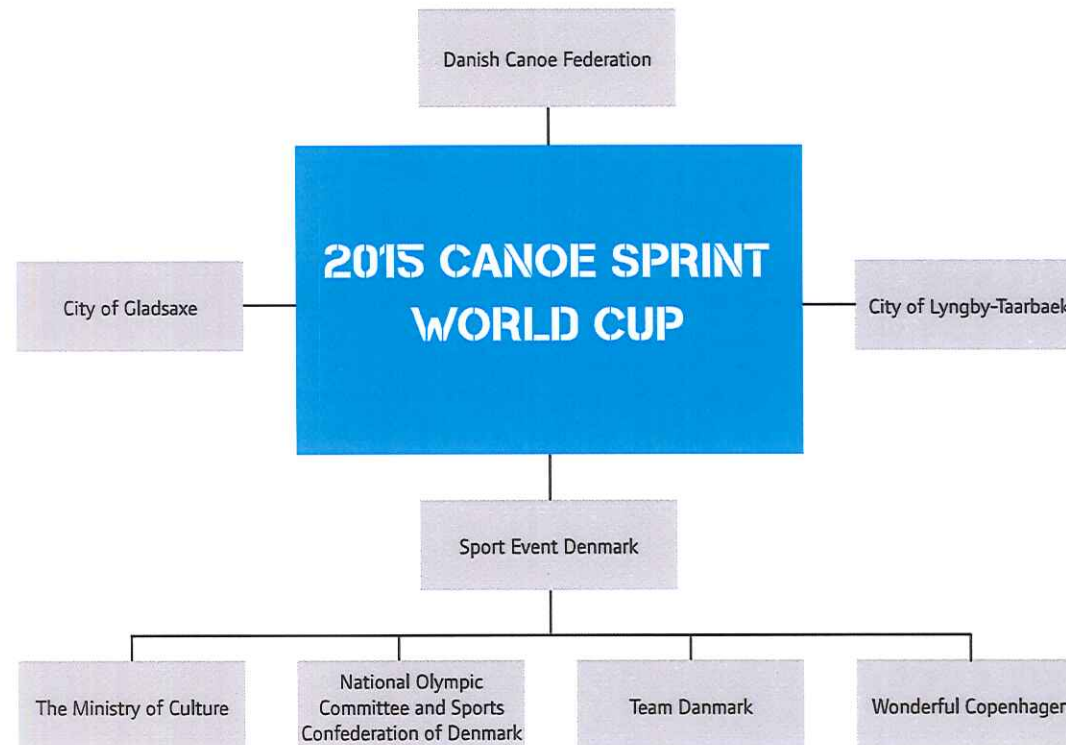 Danish Canoe Federation
2015 CANOE SPRINT
WORLD CUP
City of Gladsaxe
City of Lyngby-Taarbaek
Sport Event Denmark
The Ministry of Culture
National Olympic
Committee and Sports
Confederation of Denmark
Team Danmark
Wonderful Copenhagen